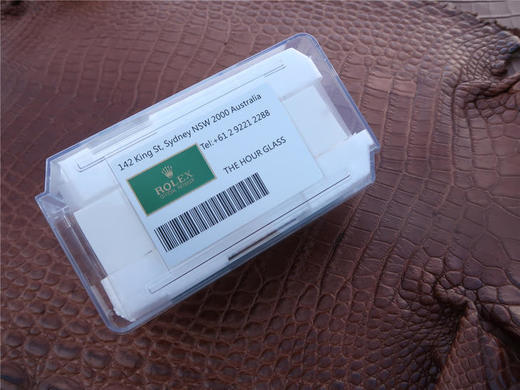 142 King St, Sydney NSW 2000 Australia
Tel:+61 2 9221 2288
ROLEX
THE HOUR GLASS